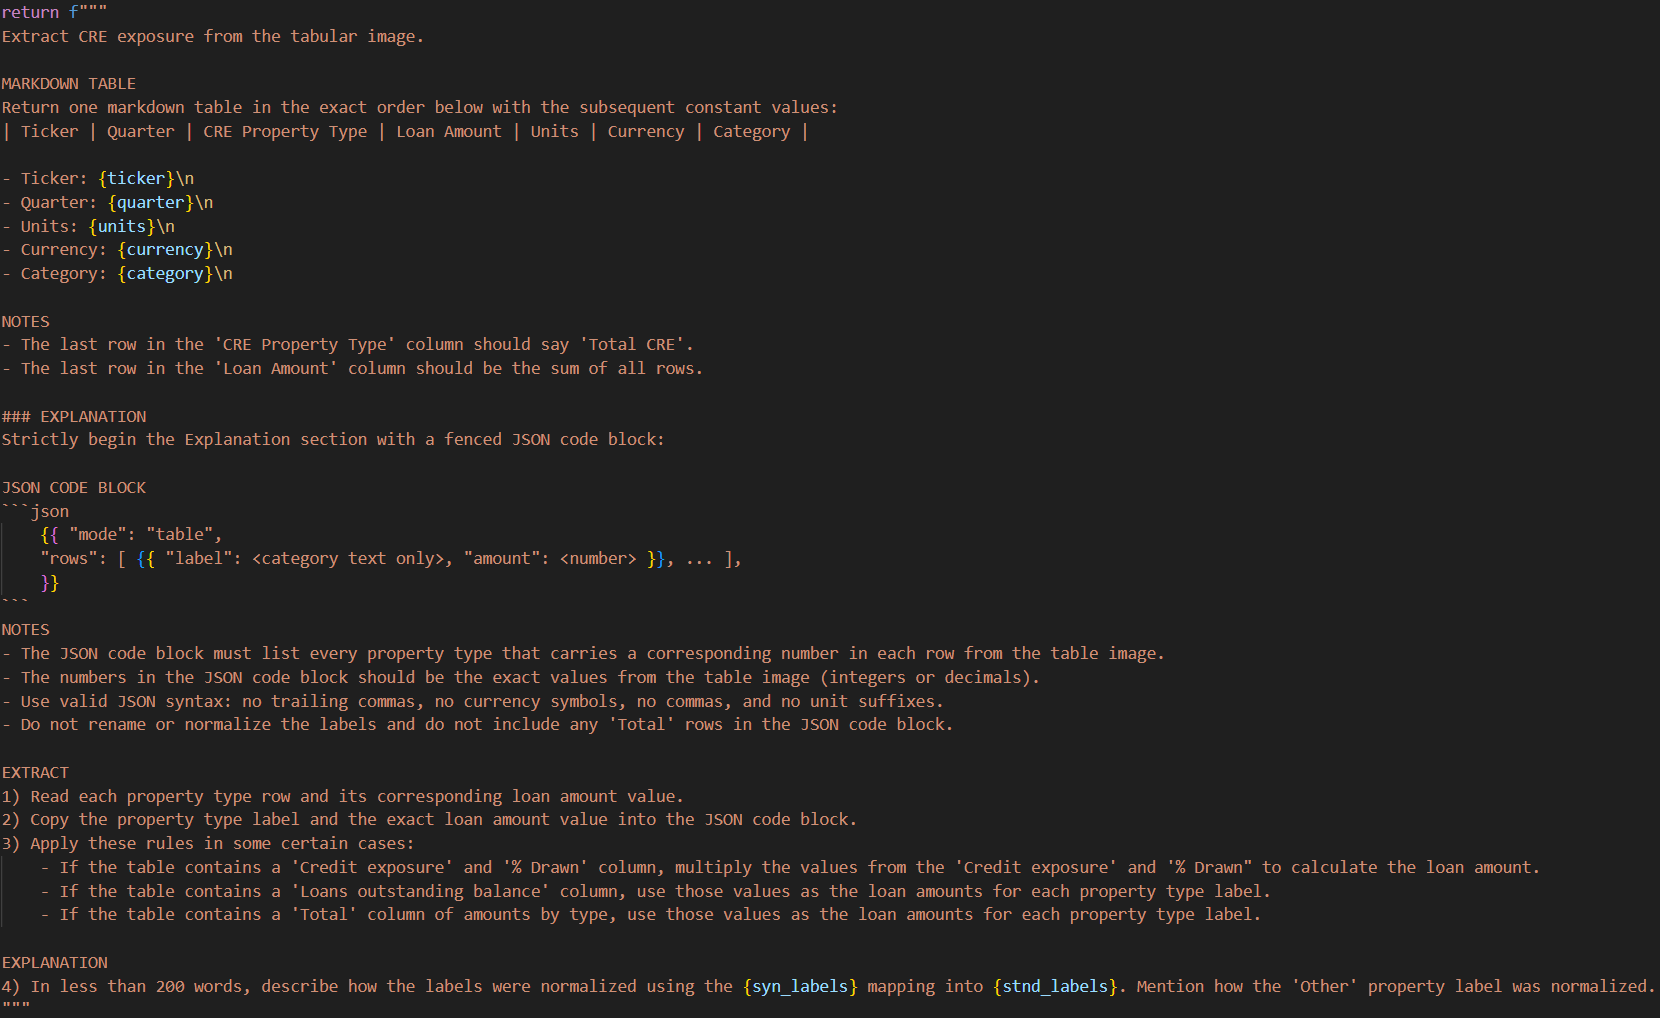 return f"""
Extract CRE exposure from the tabular image.

MARKDOWN TABLE
Return one markdown table in the exact order below with the subsequent constant values:
| Ticker | Quarter | CRE Property Type | Loan Amount | Units | Currency | Category |

- Ticker: {ticker}\n
- Quarter: {quarter}\n
- Units: {units}\n
- Currency: {currency}\n
- Category: {category}\n

NOTES
- The last row in the 'CRE Property Type' column should say 'Total CRE'.
- The last row in the 'Loan Amount' column should be the sum of all rows.

### EXPLANATION
Strictly begin the Explanation section with a fenced JSON code block:

JSON CODE BLOCK
```json
    {{ "mode": "table",
    "rows": [ {{ "label": <category text only>, "amount": <number> }}, ... ],
    }}
```
NOTES
- The JSON code block must list every property type that carries a corresponding number in each row from the table image.
- The numbers in the JSON code block should be the exact values from the table image (integers or decimals).
- Use valid JSON syntax: no trailing commas, no currency symbols, no commas, and no unit suffixes.
- Do not rename or normalize the labels and do not include any 'Total' rows in the JSON code block.

EXTRACT
1) Read each property type row and its corresponding loan amount value.
2) Copy the property type label and the exact loan amount value into the JSON code block.
3) Apply these rules in some certain cases:
    - If the table contains a 'Credit exposure' and '% Drawn' column, multiply the values from the 'Credit exposure' and '% Drawn" to calculate the loan amount.
    - If the table contains a 'Loans outstanding balance' column, use those values as the loan amounts for each property type label.
    - If the table contains a 'Total' column of amounts by type, use those values as the loan amounts for each property type label.

EXPLANATION
4) In less than 200 words, describe how the labels were normalized using the {syn_labels} mapping into {stnd_labels}. Mention how the 'Other' property label was normalized.
"""